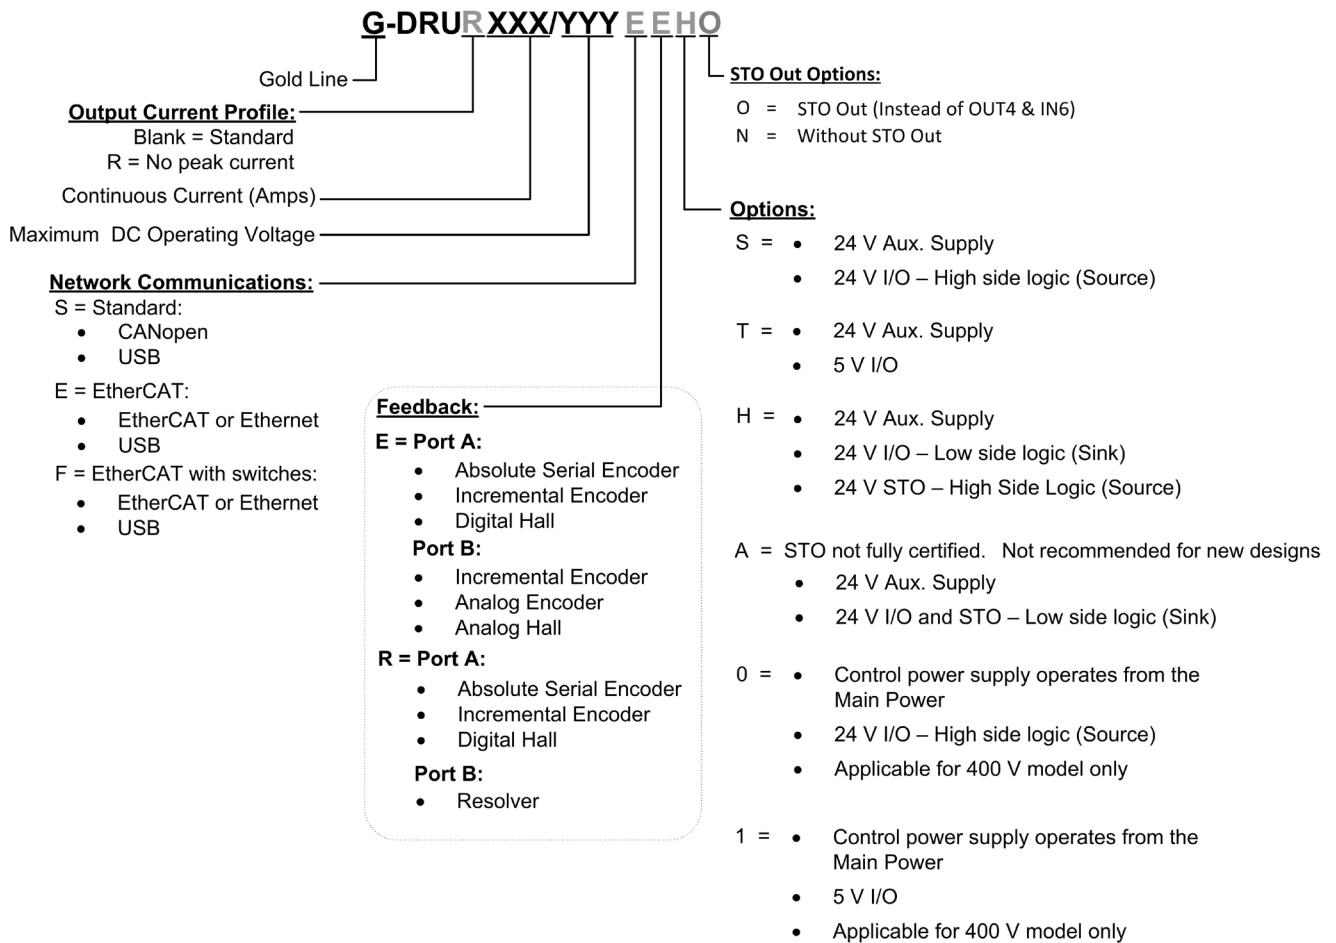 G-DRUR XXX/YYY E E H O
Gold Line
Output Current Profile:
Blank = Standard
R = No peak current
Continuous Current (Amps)
Maximum DC Operating Voltage
Network Communications:
S = Standard:
• CANopen
• USB
E = EtherCAT:
• EtherCAT or Ethernet
• USB
F = EtherCAT with switches:
• EtherCAT or Ethernet
• USB
Feedback:
E = Port A:
• Absolute Serial Encoder
• Incremental Encoder
• Digital Hall
Port B:
• Incremental Encoder
• Analog Encoder
• Analog Hall
R = Port A:
• Absolute Serial Encoder
• Incremental Encoder
• Digital Hall
Port B:
• Resolver
STO Out Options:
O = STO Out (Instead of OUT4 & IN6)
N = Without STO Out
Options:
S = • 24 V Aux. Supply
• 24 V I/O – High side logic (Source)
T = • 24 V Aux. Supply
• 5 V I/O
H = • 24 V Aux. Supply
• 24 V I/O – Low side logic (Sink)
• 24 V STO – High Side Logic (Source)
A = STO not fully certified. Not recommended for new designs
• 24 V Aux. Supply
• 24 V I/O and STO – Low side logic (Sink)
0 = • Control power supply operates from the
Main Power
• 24 V I/O – High side logic (Source)
• Applicable for 400 V model only
1 = • Control power supply operates from the
Main Power
• 5 V I/O
• Applicable for 400 V model only